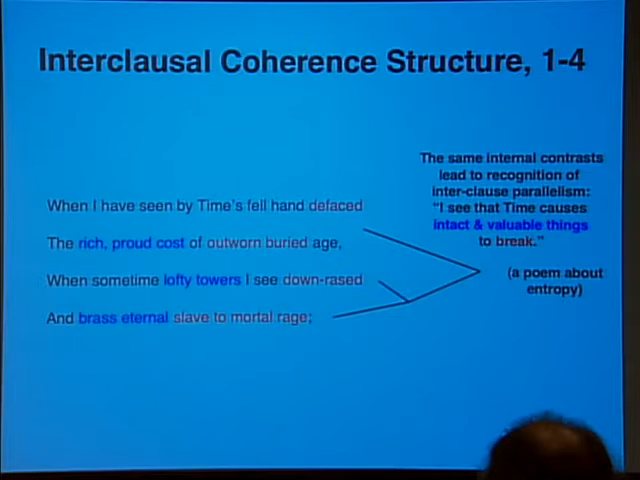 Interclausal Coherence Structure, 1-4
The same internal contrasts
lead to recognition of
inter-clause parallelism:
"I see that Time causes
intact & valuable things
to break."
(a poem about
entropy)
When I have seen by Time's fell hand defaced
The rich, proud cost of outworn buried age,
When sometime lofty towers I see down-rased
And brass eternal slave to mortal rage;